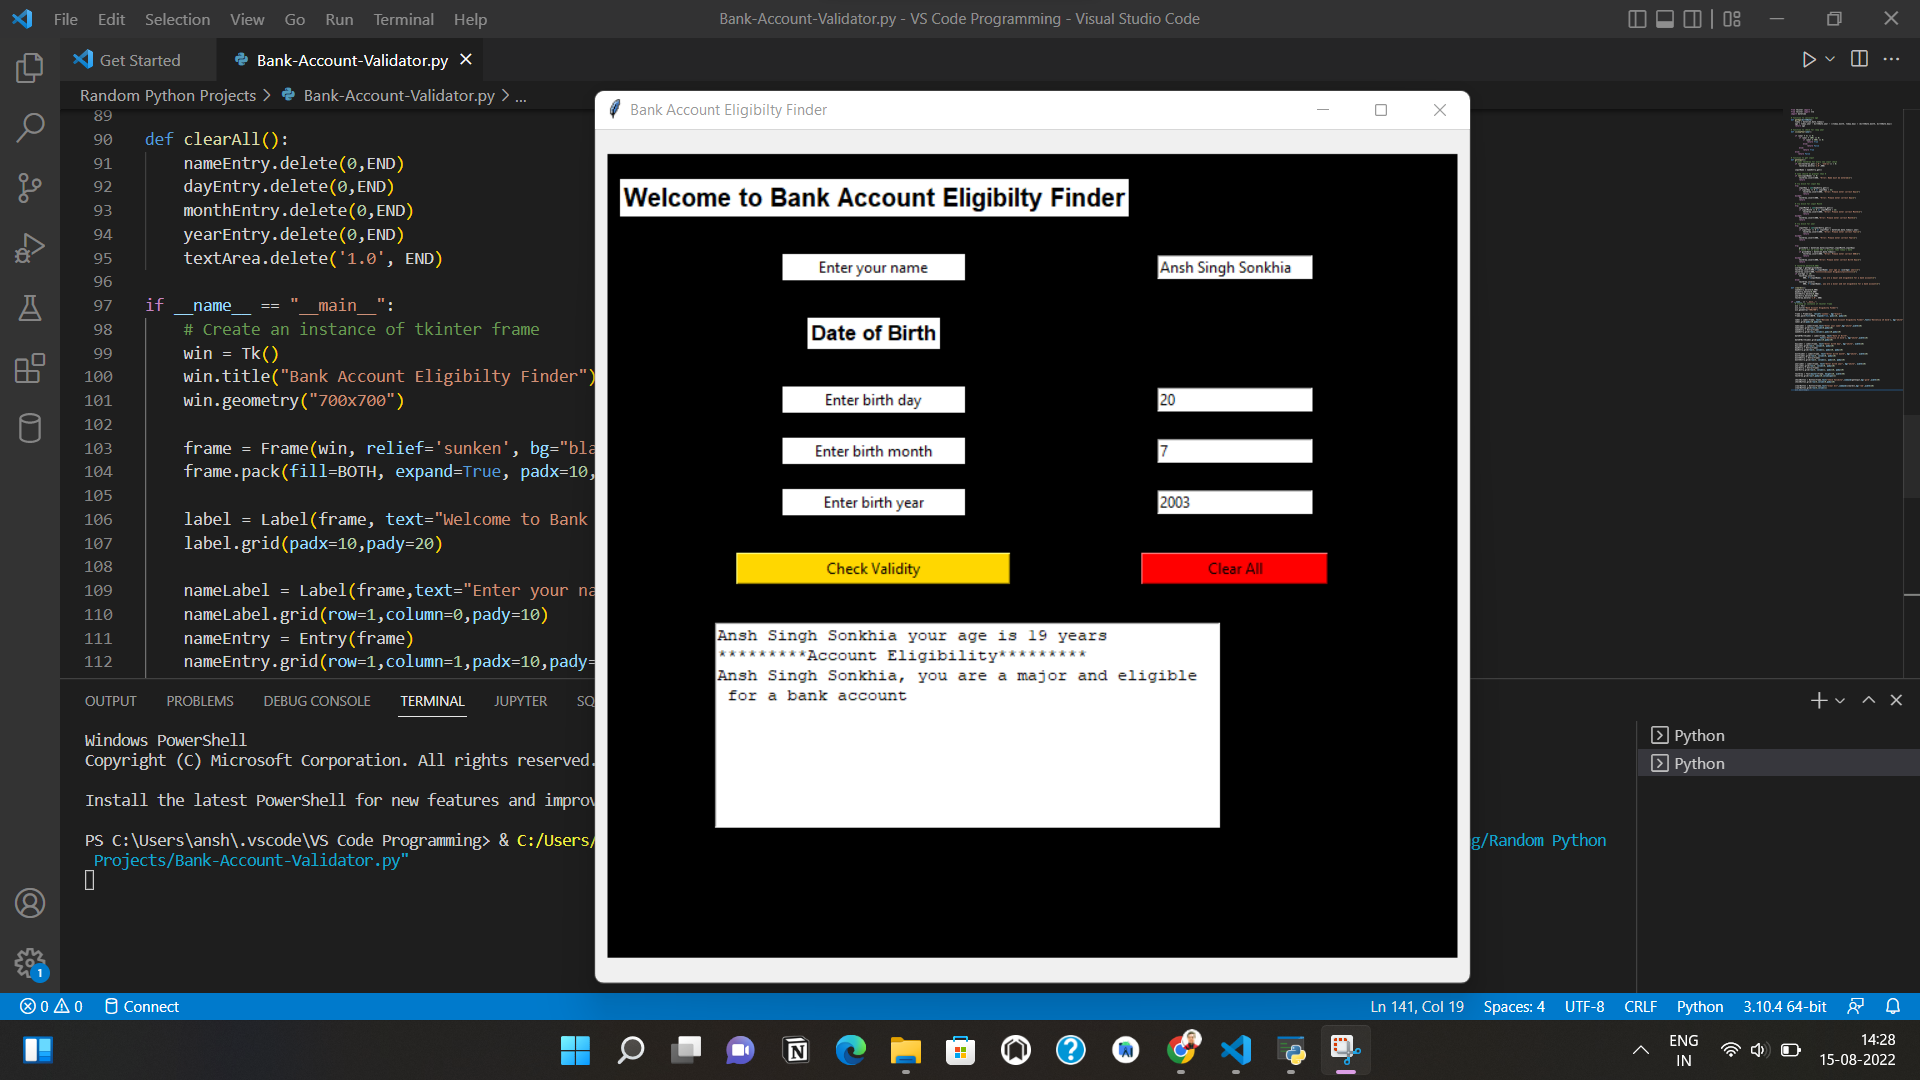 File Edit Selection View Go Run Terminal Help
Bank-Account-Validator.py - VS Code Programming - Visual Studio Code
Get Started
Bank-Account-Validator.py
Random Python Projects > Bank-Account-Validator.py > ...
89
90 def clearAll():
91 nameEntry.delete(0,END)
92 dayEntry.delete(0,END)
93 monthEntry.delete(0,END)
94 yearEntry.delete(0,END)
95 textArea.delete('1.0', END)
96
97 if __name__ == "__main__":
98 # Create an instance of tkinter frame
99 win = Tk()
100 win.title("Bank Account Eligibilty Finder")
101 win.geometry("700x700")
102
103 frame = Frame(win, relief='sunken', bg="bla
104 frame.pack(fill=BOTH, expand=True, padx=10,
105
106 label = Label(frame, text="Welcome to Bank
107 label.grid(padx=10,pady=20)
108
109 nameLabel = Label(frame,text="Enter your na
110 nameLabel.grid(row=1,column=0,pady=10)
111 nameEntry = Entry(frame)
112 nameEntry.grid(row=1,column=1,padx=10,pady=
Bank Account Eligibilty Finder
Welcome to Bank Account Eligibilty Finder
Enter your name
Ansh Singh Sonkhia
Date of Birth
Enter birth day
20
Enter birth month
7
Enter birth year
2003
Check Validity
Clear All
Ansh Singh Sonkhia your age is 19 years
*********Account Eligibility*********
Ansh Singh Sonkhia, you are a major and eligible
for a bank account
OUTPUT PROBLEMS DEBUG CONSOLE TERMINAL JUPYTER SQ
Windows PowerShell
Copyright (C) Microsoft Corporation. All rights reserved.
Install the latest PowerShell for new features and improv
PS C:\Users\ansh\.vscode\VS Code Programming> & C:/Users/
g/Random Python
Projects/Bank-Account-Validator.py"
Python
Python
1
0 0 Connect
Ln 141, Col 19 Spaces: 4 UTF-8 CRLF Python 3.10.4 64-bit
ENG
IN
14:28
15-08-2022